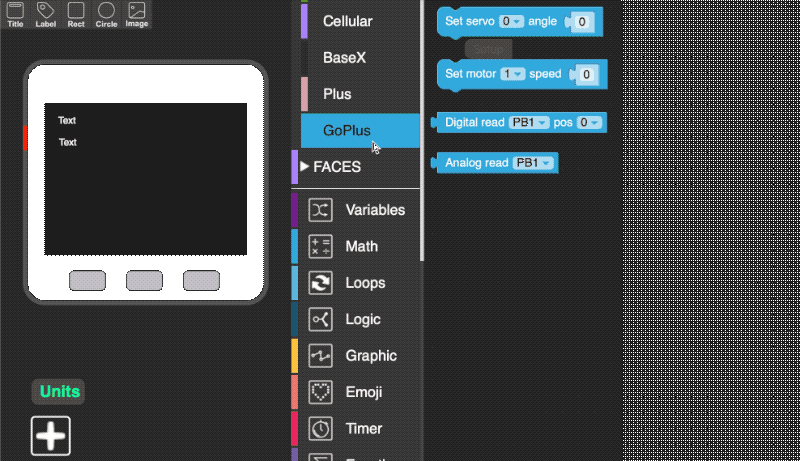 Title Label Rect Circle Image
Text
Text
Units
Cellular
BaseX
Plus
GoPlus
FACES
Variables
Math
Loops
Logic
Graphic
Emoji
Timer
Set servo 0 angle 0
Setup
Set motor 1 speed 0
Digital read PB1 pos 0
Analog read PB1